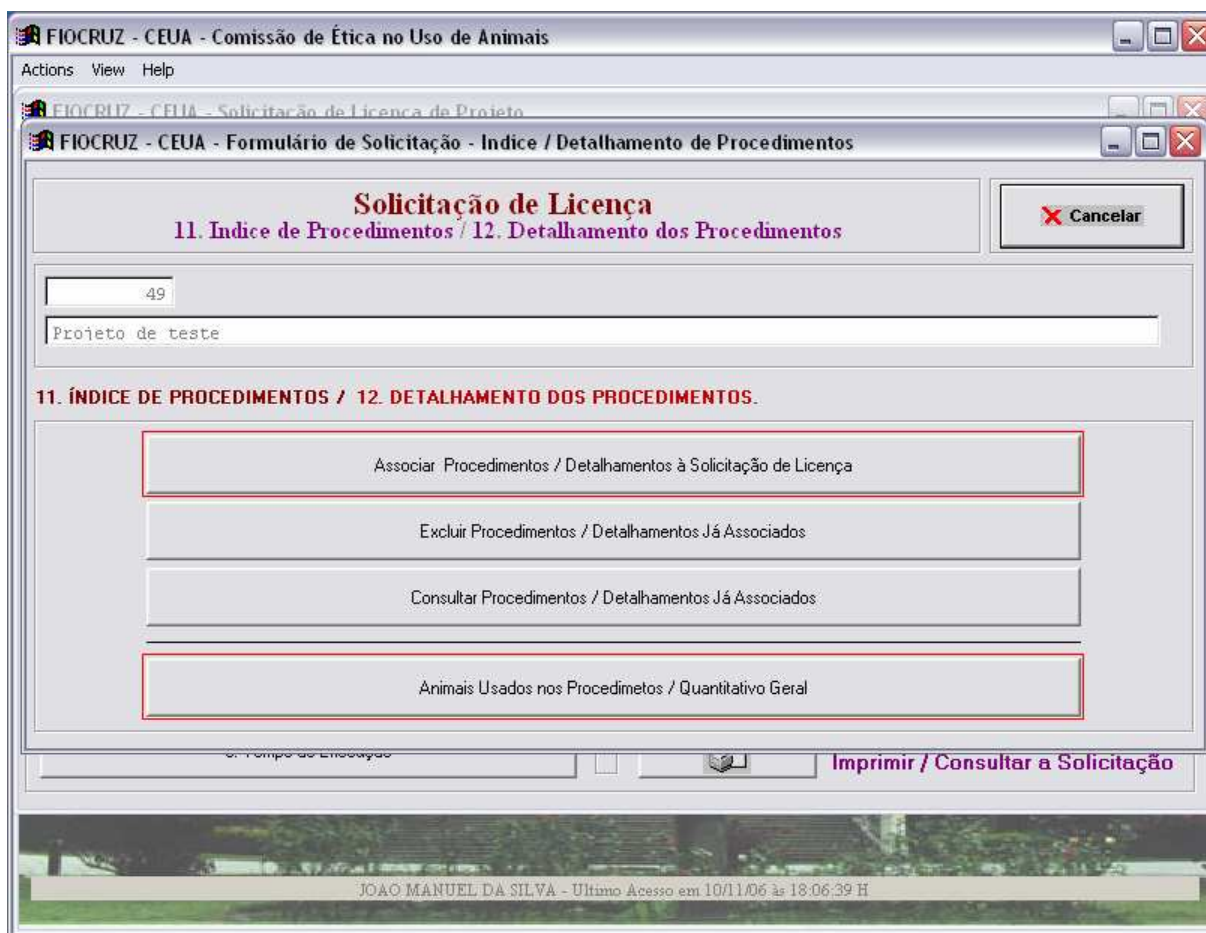 FIOCRUZ - CEUA - Comissão de Ética no Uso de Animais
Actions View Help
FIOCRUZ - CEUA - Solicitação de Licença de Projeto
FIOCRUZ - CEUA - Formulário de Solicitação - Indice / Detalhamento de Procedimentos
Solicitação de Licença
11. Indice de Procedimentos / 12. Detalhamento dos Procedimentos
Cancelar
49
Projeto de teste
11. ÍNDICE DE PROCEDIMENTOS / 12. DETALHAMENTO DOS PROCEDIMENTOS.
Associar Procedimentos / Detalhamentos à Solicitação de Licença
Excluir Procedimentos / Detalhamentos Já Associados
Consultar Procedimentos / Detalhamentos Já Associados
Animais Usados nos Procedimetos / Quantitativo Geral
Tempo de Execução
Imprimir / Consultar a Solicitação
JOAO MANUEL DA SILVA - Ultimo Acesso em 10/11/06 às 18:06:39 H